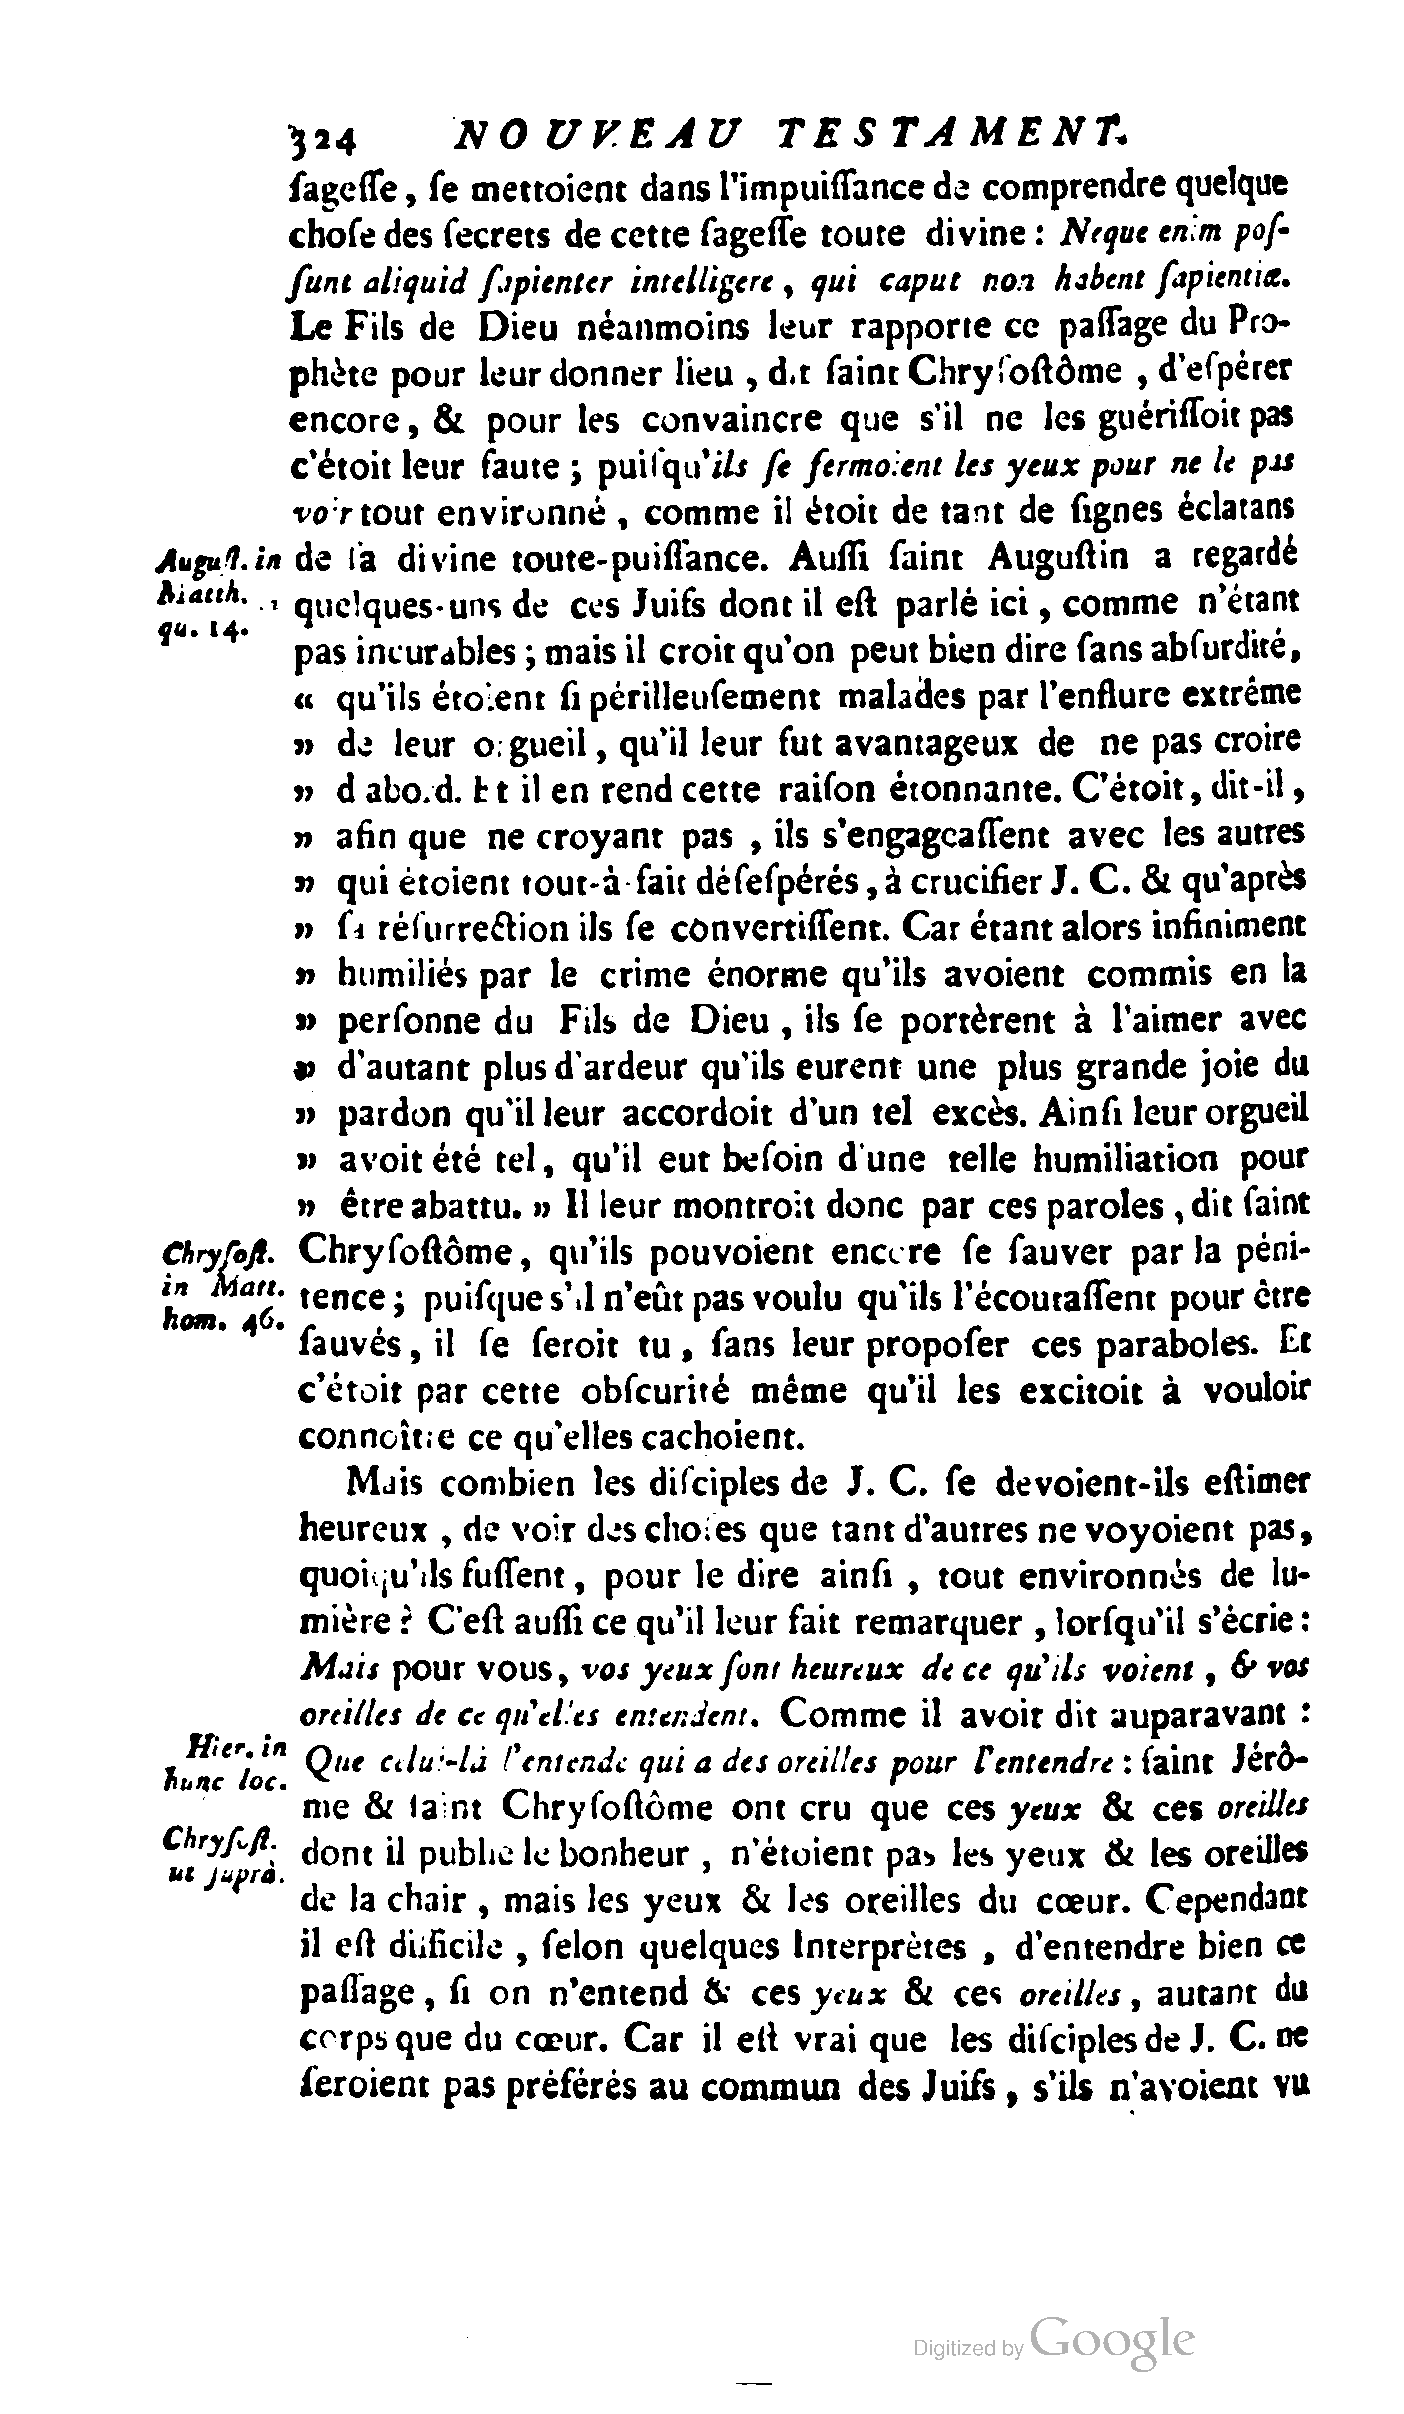 324 NOUVEAU TESTAMENT.
ſageſſe, ſe mettoient dans l'impuiſſance de comprendre quelque
choſe des ſecrets de cette ſageſſe toute divine : Neque enim poſ-
ſunt aliquid ſapienter intelligere, qui caput non habent ſapientiæ.
Le Fils de Dieu néanmoins leur rapporte ce paſſage du Pro-
phète pour leur donner lieu, dit ſaint Chryſoſtôme, d'eſpérer
encore, & pour les convaincre que s'il ne les guériſſoit pas
c'étoit leur faute ; puiſqu'ils ſe fermoient les yeux pour ne le pas
voir tout environné, comme il étoit de tant de ſignes éclatans
Auguſt. in
Matth.
qu. 14.
de ſa divine toute-puiſſance. Auſſi ſaint Auguſtin a regardé
quelques-uns de ces Juifs dont il eſt parlé ici, comme n'étant
pas incurables ; mais il croit qu'on peut bien dire ſans abſurdité,
« qu'ils étoient ſi périlleuſement malades par l'enflure extrême
» de leur orgueil, qu'il leur fut avantageux de ne pas croire
» d abord. Et il en rend cette raiſon étonnante. C'étoit, dit-il,
» afin que ne croyant pas, ils s'engageaſſent avec les autres
» qui étoient tout-à-fait déſeſpérés, à crucifier J. C. & qu'après
» ſa réſurrection ils ſe convertiſſent. Car étant alors infiniment
» humiliés par le crime énorme qu'ils avoient commis en la
» perſonne du Fils de Dieu, ils ſe portèrent à l'aimer avec
» d'autant plus d'ardeur qu'ils eurent une plus grande joie du
» pardon qu'il leur accordoit d'un tel excès. Ainſi leur orgueil
» avoit été tel, qu'il eut beſoin d'une telle humiliation pour
» être abattu. » Il leur montroit donc par ces paroles, dit ſaint
Chryſoſt.
in Matt.
hom. 46.
Chryſoſtôme, qu'ils pouvoient encore ſe ſauver par la péni-
tence ; puiſque s'il n'eût pas voulu qu'ils l'écoutaſſent pour être
ſauvés, il ſe ſeroit tu, ſans leur propoſer ces paraboles. Et
c'étoit par cette obſcurité même qu'il les excitoit à vouloir
connoître ce qu'elles cachoient.
Mais combien les diſciples de J. C. ſe devoient-ils eſtimer
heureux, de voir des choſes que tant d'autres ne voyoient pas,
quoiqu'ils fuſſent, pour le dire ainſi, tout environnés de lu-
mière ? C'eſt auſſi ce qu'il leur fait remarquer, lorſqu'il s'écrie :
Mais pour vous, vos yeux ſont heureux de ce qu'ils voient, & vos
oreilles de ce qu'elles entendent. Comme il avoit dit auparavant :
Hier. in
hunc loc.
Que celui-là l'entende qui a des oreilles pour l'entendre : ſaint Jérô-
me & ſaint Chryſoſtôme ont cru que ces yeux & ces oreilles
Chryſoſt.
ut ſuprà.
dont il publie le bonheur, n'étoient pas les yeux & les oreilles
de la chair, mais les yeux & les oreilles du cœur. Cependant
il eſt difficile, ſelon quelques Interprètes, d'entendre bien ce
paſſage, ſi on n'entend & ces yeux & ces oreilles, autant du
corps que du cœur. Car il eſt vrai que les diſciples de J. C. ne
ſeroient pas préférés au commun des Juifs, s'ils n'avoient vu
Digitized by Google